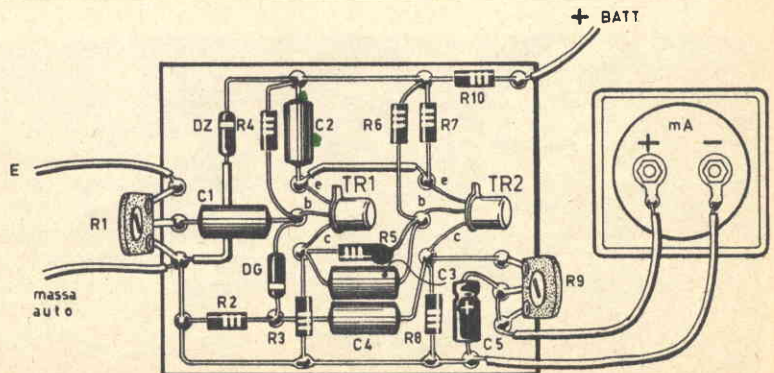 + BATT
R10
DZ
R4
C2
R6
R7
mA
+ -
E
e
e
TR1
TR2
C1
b
b
R1
c
c
R5
DG
C3
R9
massa
auto
R2
+
R3
C4
R8
C5